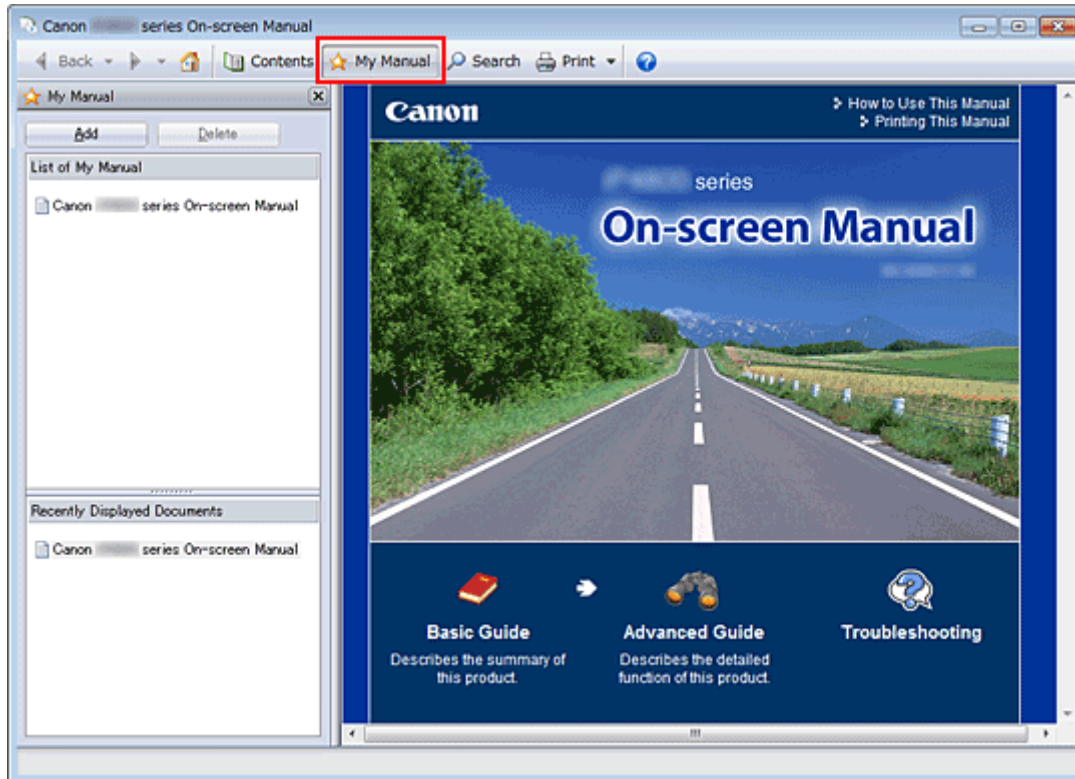 Canon series On-screen Manual
Back Contents My Manual Search Print
My Manual
Add Delete
List of My Manual
Canon series On-screen Manual
Recently Displayed Documents
Canon series On-screen Manual
Canon
How to Use This Manual
Printing This Manual
series
On-screen Manual
Basic Guide
Describes the summary of
this product.
Advanced Guide
Describes the detailed
function of this product.
Troubleshooting